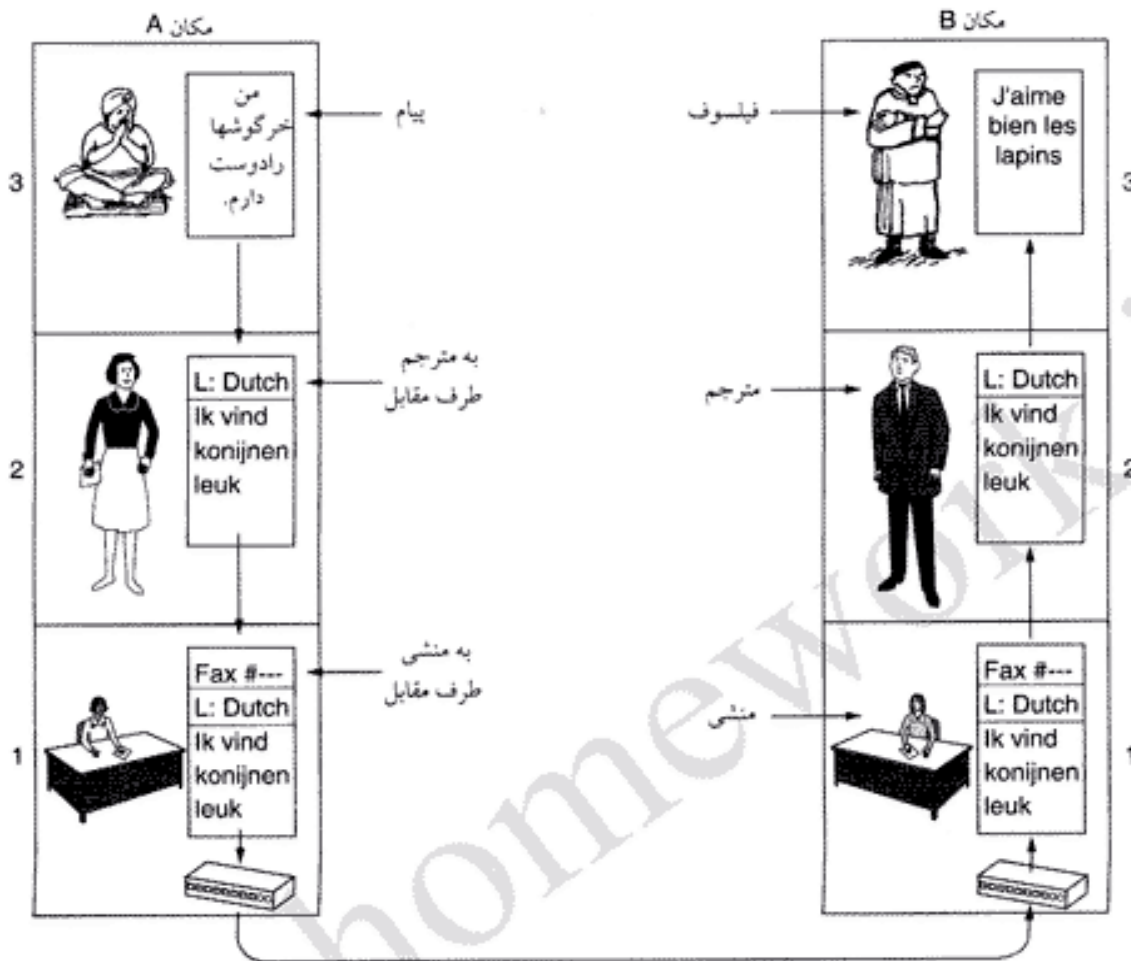 مکان A
من
خرگوشها
رادوست
دارم.
پیام
3
L: Dutch
Ik vind
konijnen
leuk
به مترجم
طرف مقابل
2
Fax #---
L: Dutch
Ik vind
konijnen
leuk
به منشی
طرف مقابل
1
مکان B
فیلسوف
J'aime
bien les
lapins
3
مترجم
L: Dutch
Ik vind
konijnen
leuk
2
منشی
Fax #---
L: Dutch
Ik vind
konijnen
leuk
1
homework.